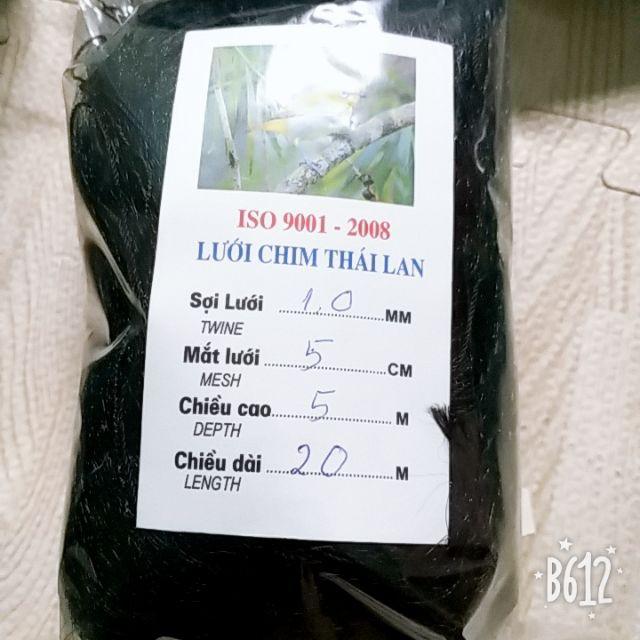 ISO 9001 - 2008
LƯỚI CHIM THÁI LAN
Sợi Lưới ........ 1.0 ........ MM
TWINE
Mắt lưới ........ 5 ........ CM
MESH
Chiều cao ........ 5 ........ M
DEPTH
Chiều dài ........ 20 ........ M
LENGTH
B612